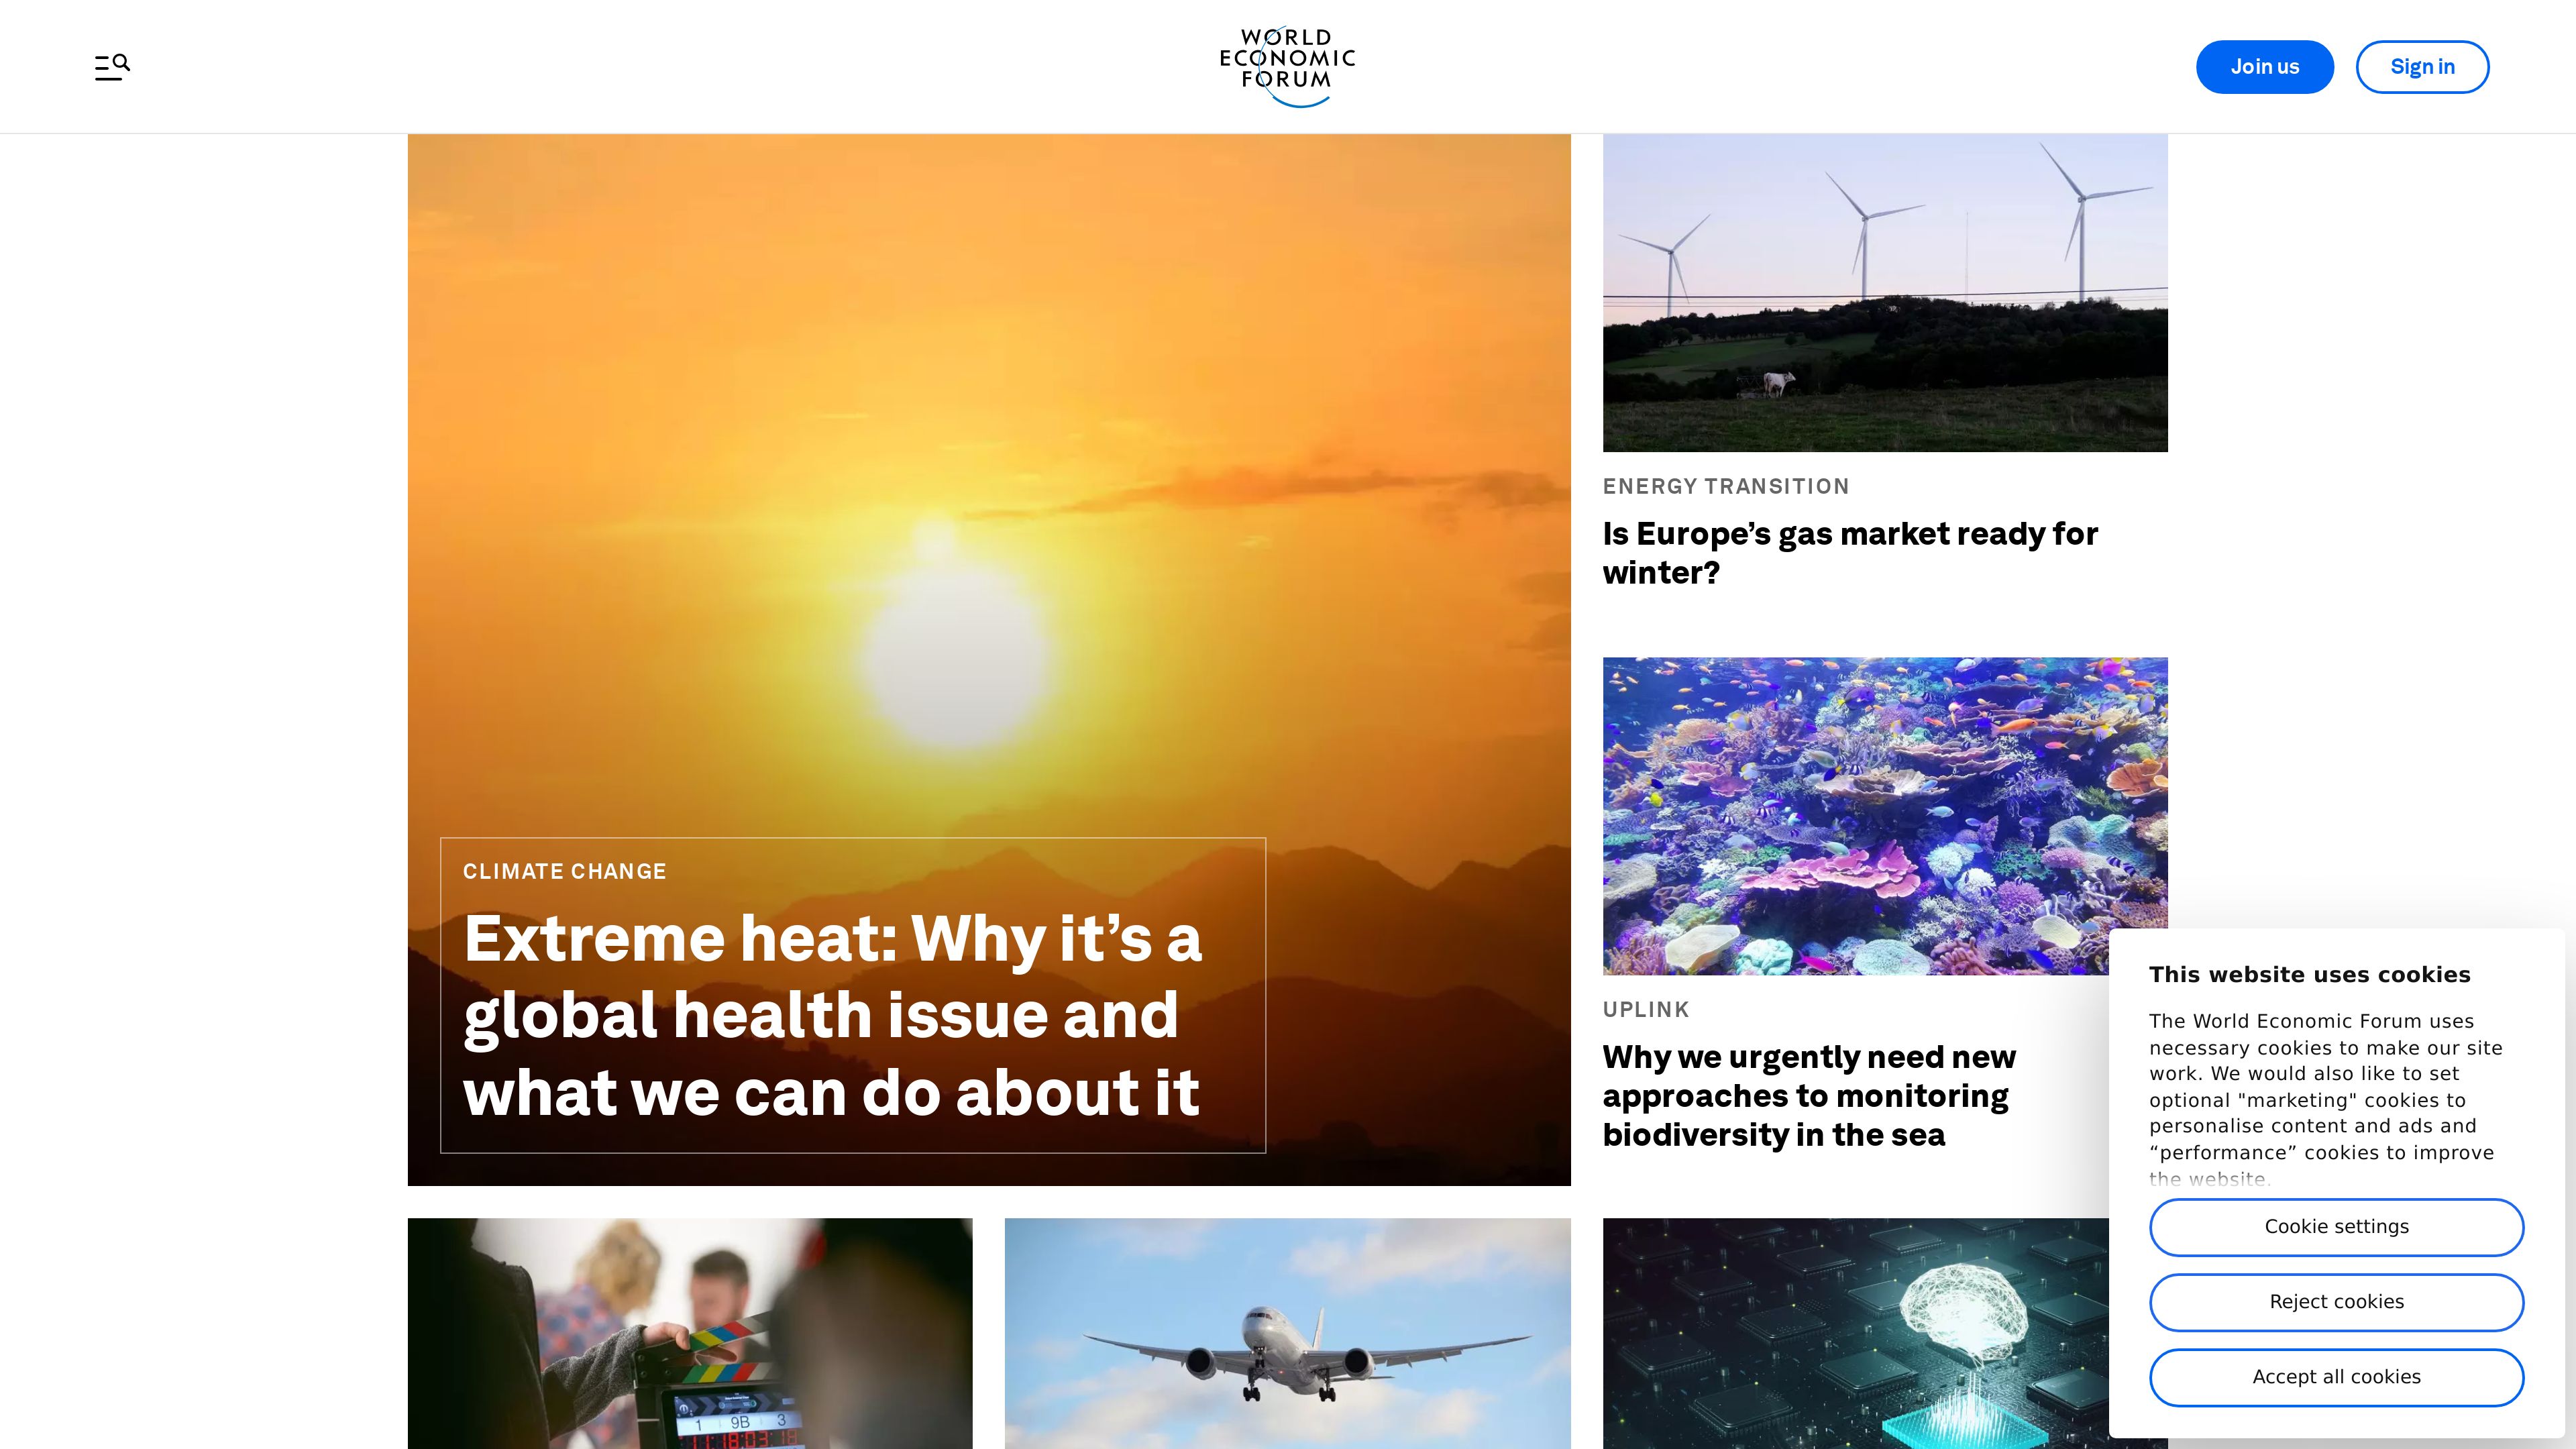 WORLD
ECONOMIC
FORUM
Join us
Sign in
CLIMATE CHANGE
Extreme heat: Why it’s a
global health issue and
what we can do about it
ENERGY TRANSITION
Is Europe’s gas market ready for
winter?
UPLINK
Why we urgently need new
approaches to monitoring
biodiversity in the sea
1 9B 3
11:18:03
This website uses cookies
The World Economic Forum uses
necessary cookies to make our site
work. We would also like to set
optional "marketing" cookies to
personalise content and ads and
“performance” cookies to improve
the website.
Cookie settings
Reject cookies
Accept all cookies